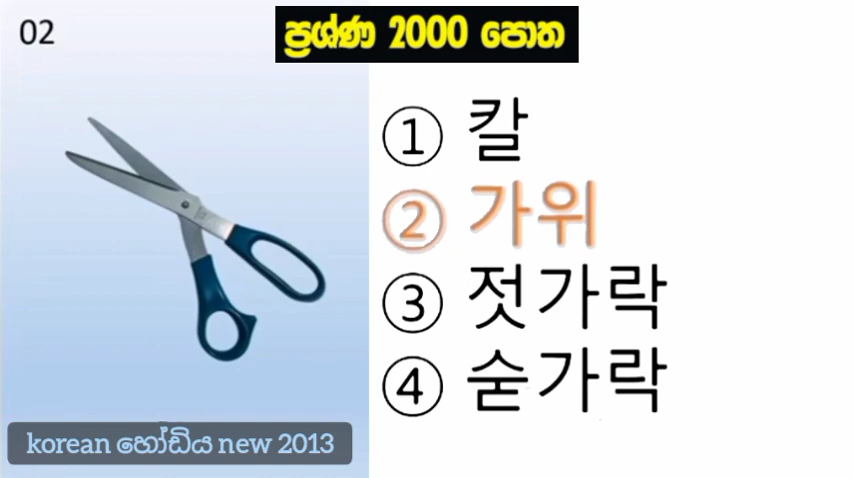 02
ප්‍රශ්ණ 2000 පොත
① 칼
② 가위
③ 젓가락
④ 숟가락
korean හෝඩිය new 2013